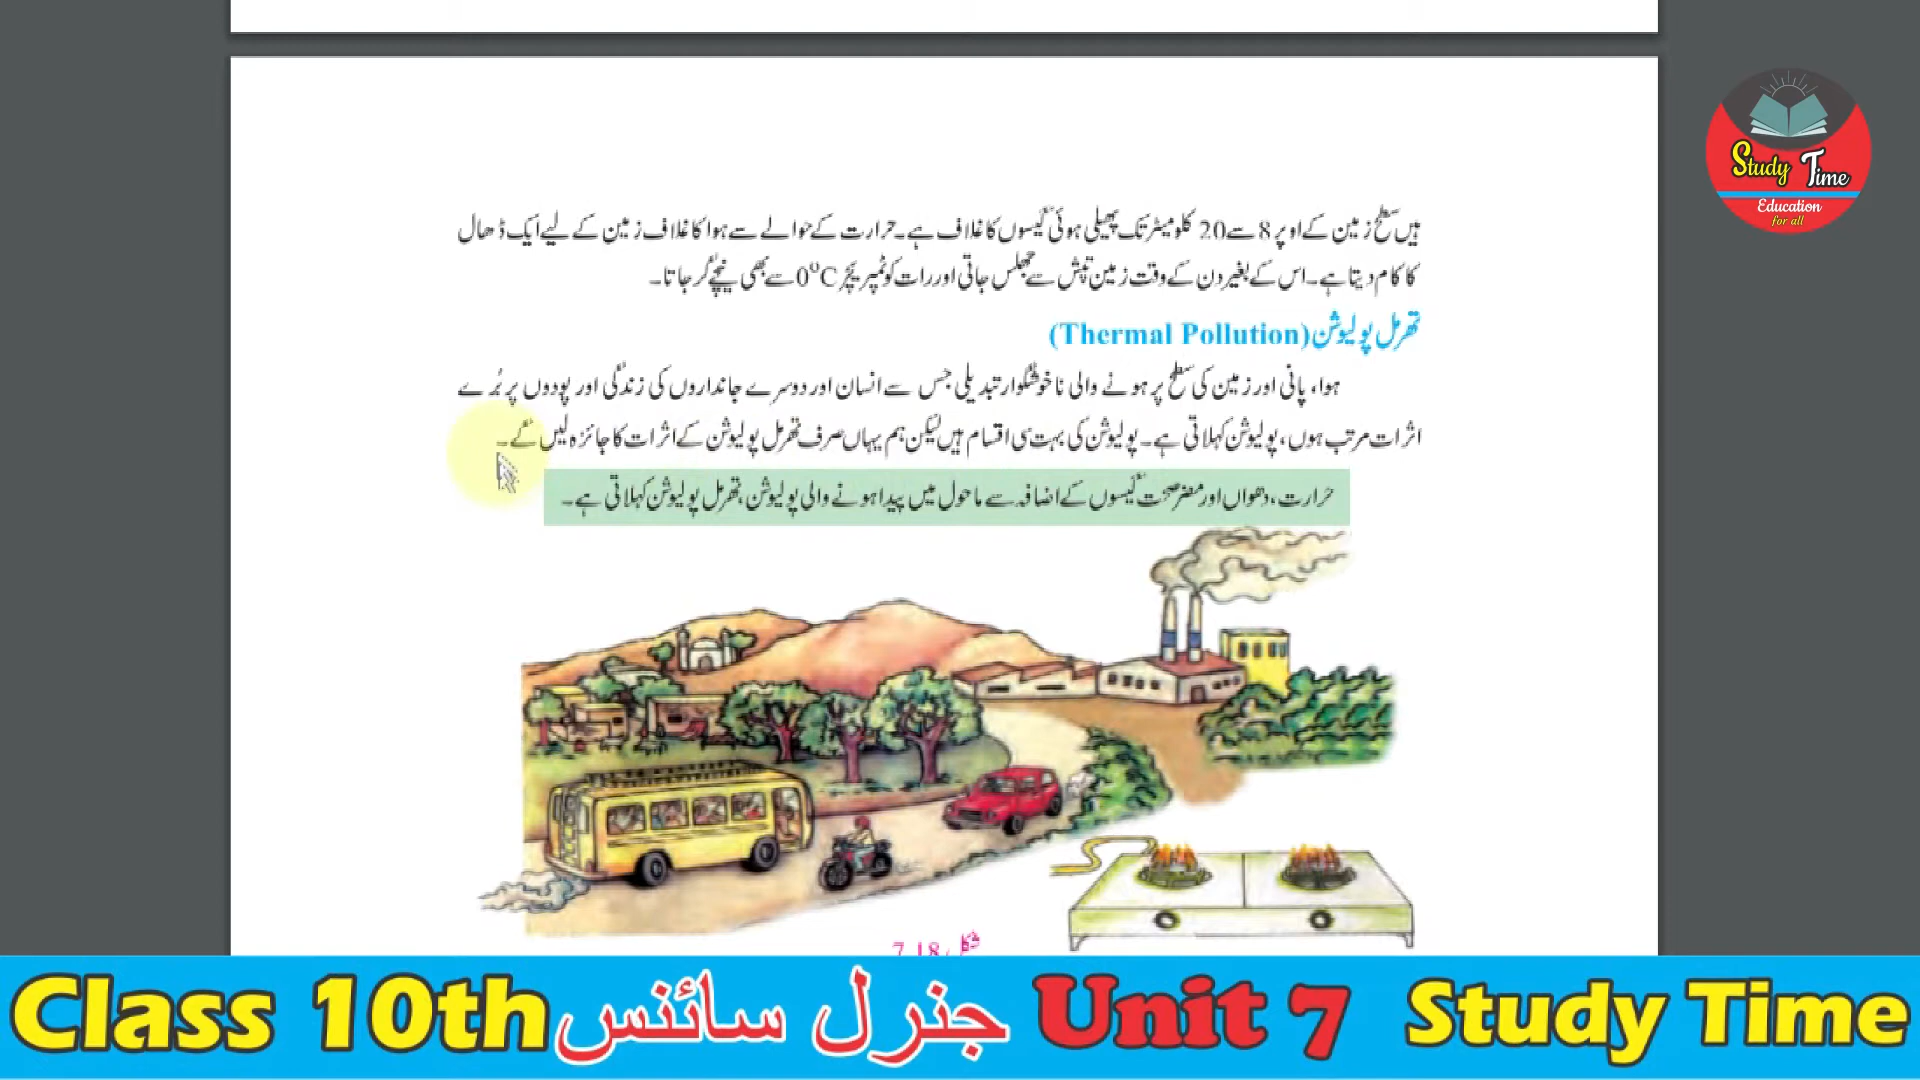 ہیں سطح زمین کے اوپر 8 سے 20 کلومیٹر تک پھیلی ہوئی گیسوں کا غلاف ہے۔ حرارت کے حوالے سے ہوا کا غلاف زمین کے لیے ایک ڈھال
کا کام دیتا ہے۔ اس کے بغیر دن کے وقت زمین تپش سے جھلس جاتی اور رات کو ٹمپریچر 0°C سے بھی نیچے گر جاتا۔
تھرمل پولیوشن (Thermal Pollution)
ہوا، پانی اور زمین کی سطح پر ہونے والی ناخوشگوار تبدیلی جس سے انسان اور دوسرے جانداروں کی زندگی اور پودوں پر بُرے
اثرات مرتب ہوں، پولیوشن کہلاتی ہے۔ پولیوشن کی بہت سی اقسام ہیں لیکن ہم یہاں صرف تھرمل پولیوشن کے اثرات کا جائزہ لیں گے۔
حرارت، دھواں اور مضر صحت گیسوں کے اضافہ سے ماحول میں پیدا ہونے والی پولیوشن، تھرمل پولیوشن کہلاتی ہے۔
شکل 7.18
Study Time
Education
for all
Class 10th جنرل سائنس Unit 7 Study Time